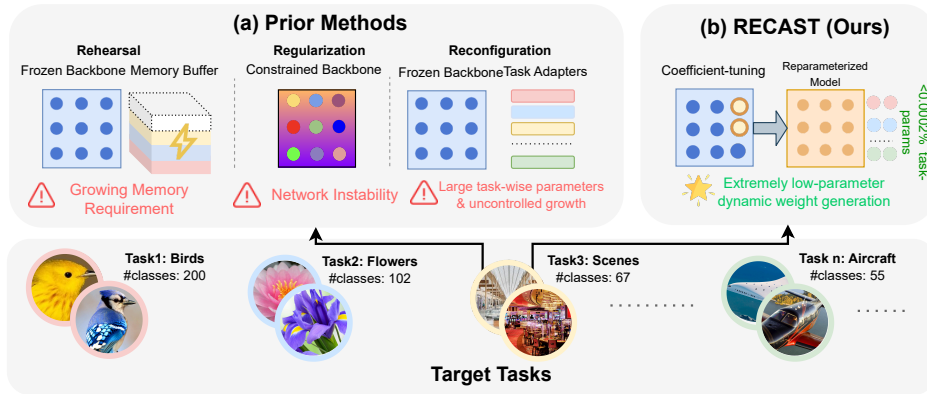 (a) Prior Methods
Rehearsal
Frozen Backbone Memory Buffer
Growing Memory
Requirement
Regularization
Constrained Backbone
Network Instability
Reconfiguration
Frozen Backbone Task Adapters
Large task-wise parameters
& uncontrolled growth
(b) RECAST (Ours)
Coefficient-tuning
Reparameterized
Model
<0.0002% task-
params
Extremely low-parameter
dynamic weight generation
Task1: Birds
#classes: 200
Task2: Flowers
#classes: 102
Task3: Scenes
#classes: 67
Task n: Aircraft
#classes: 55
Target Tasks